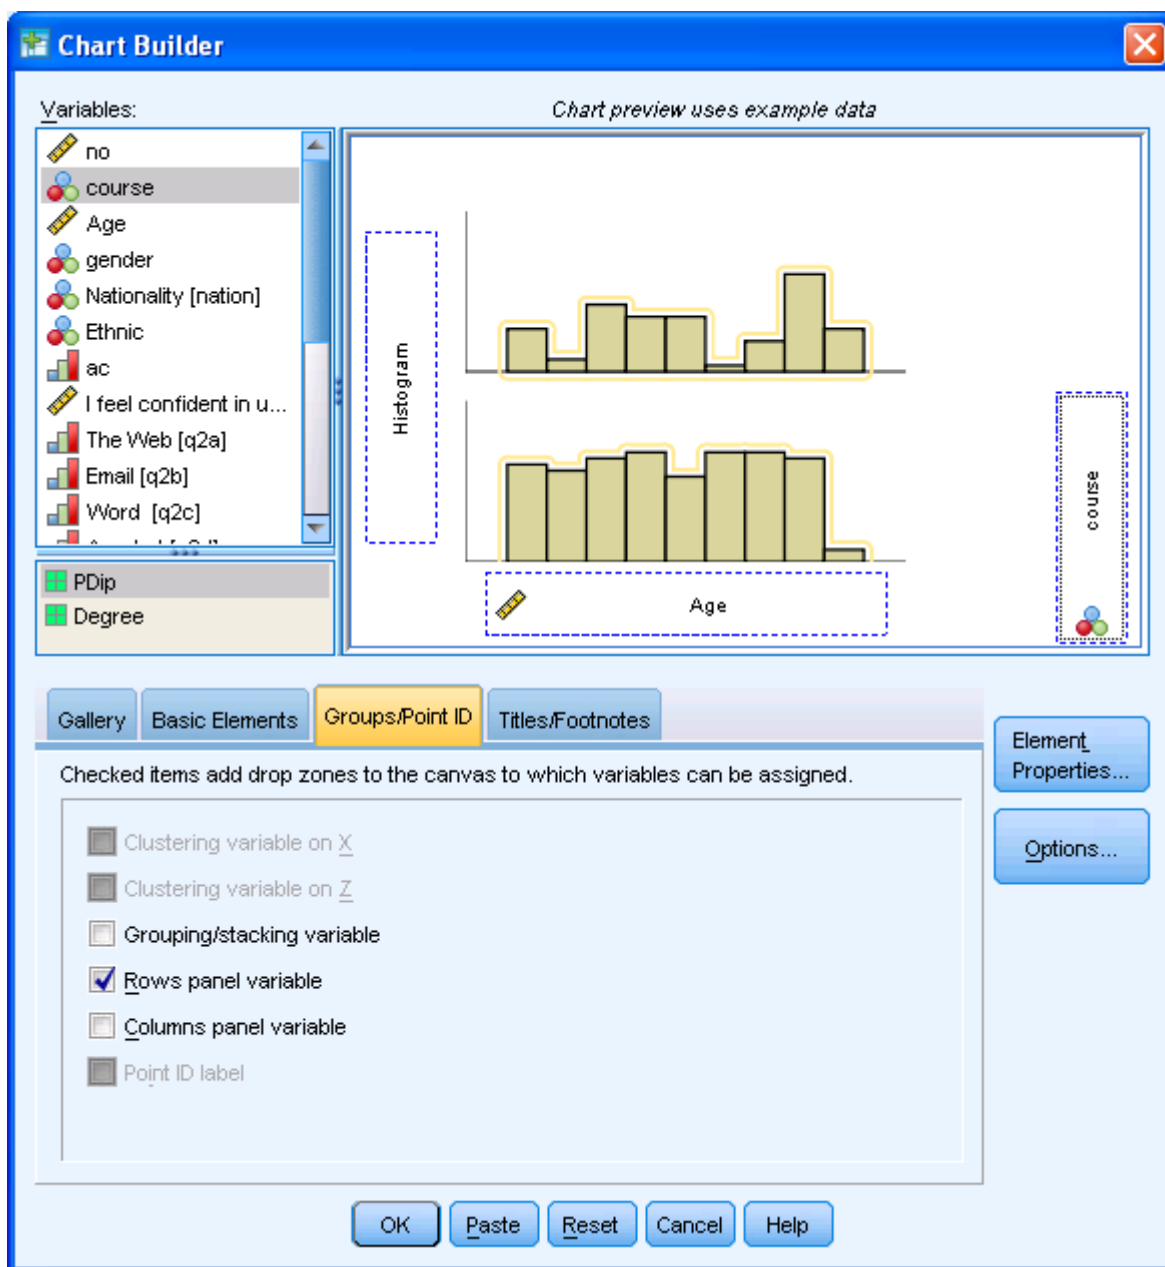 Chart Builder
Variables:
Chart preview uses example data
no
course
Age
gender
Nationality [nation]
Ethnic
ac
I feel confident in u...
The Web [q2a]
Email [q2b]
Word [q2c]
PDip
Degree
Histogram
Age
course
Gallery
Basic Elements
Groups/Point ID
Titles/Footnotes
Element Properties...
Options...
Checked items add drop zones to the canvas to which variables can be assigned.
Clustering variable on X
Clustering variable on Z
Grouping/stacking variable
Rows panel variable
Columns panel variable
Point ID label
OK
Paste
Reset
Cancel
Help